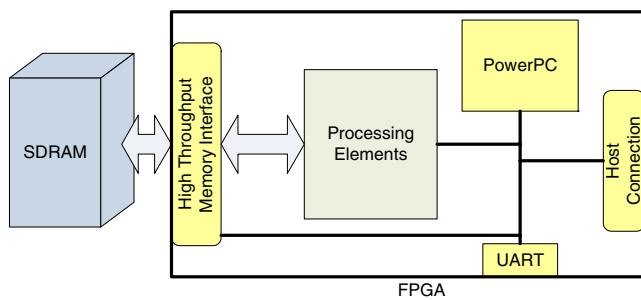 SDRAM
High Throughput
Memory Interface
Processing
Elements
PowerPC
Host
Connection
UART
FPGA